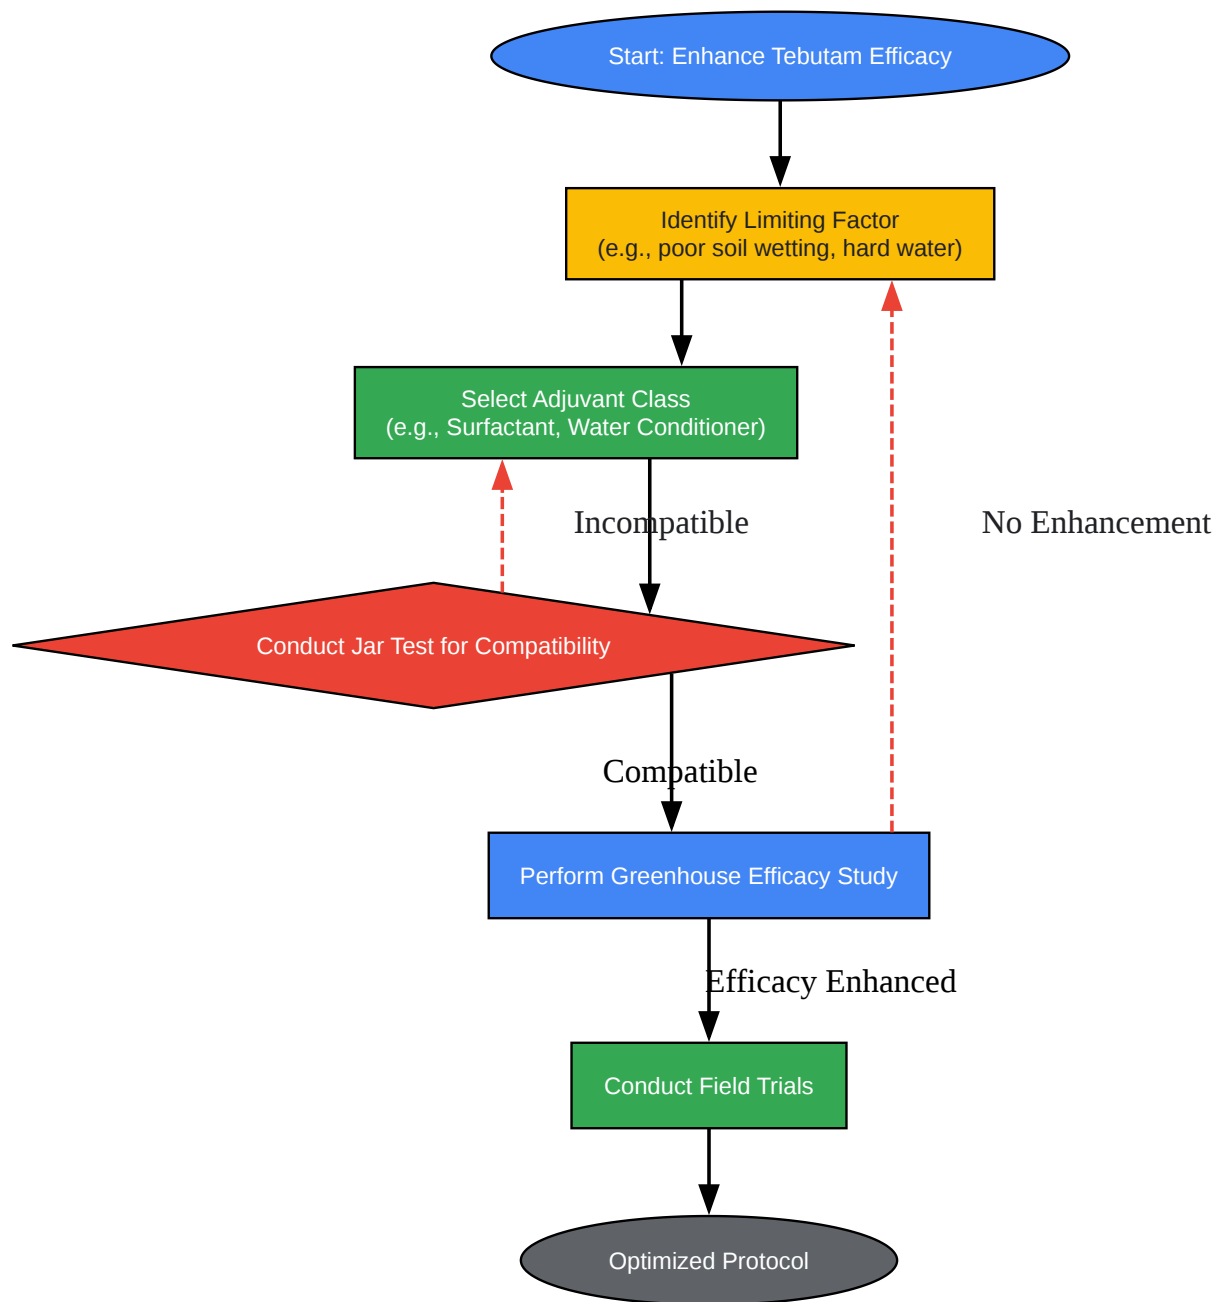 Start: Enhance Tebutam Efficacy
Identify Limiting Factor
(e.g., poor soil wetting, hard water)
Select Adjuvant Class
(e.g., Surfactant, Water Conditioner)
Incompatible
No Enhancement
Conduct Jar Test for Compatibility
Compatible
Perform Greenhouse Efficacy Study
Efficacy Enhanced
Conduct Field Trials
Optimized Protocol